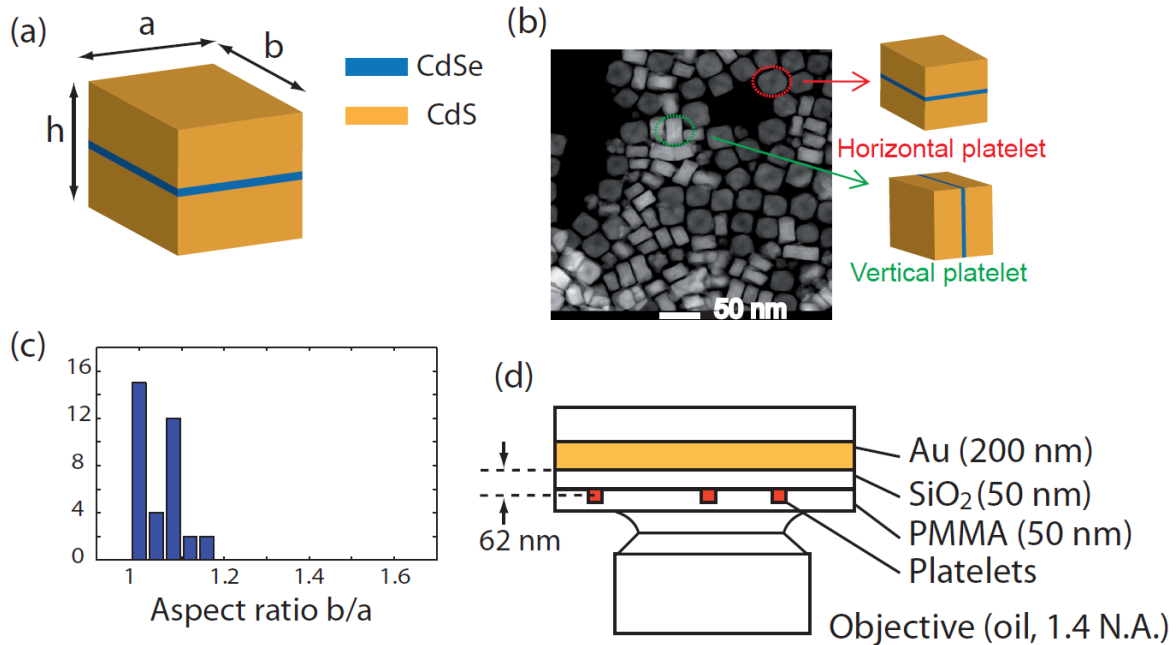 (a)
a
b
h
CdSe
CdS
(b)
50 nm
Horizontal platelet
Vertical platelet
(c)
16
12
8
4
0
1
1.2
1.4
1.6
Aspect ratio b/a
(d)
62 nm
Au (200 nm)
SiO₂ (50 nm)
PMMA (50 nm)
Platelets
Objective (oil, 1.4 N.A.)